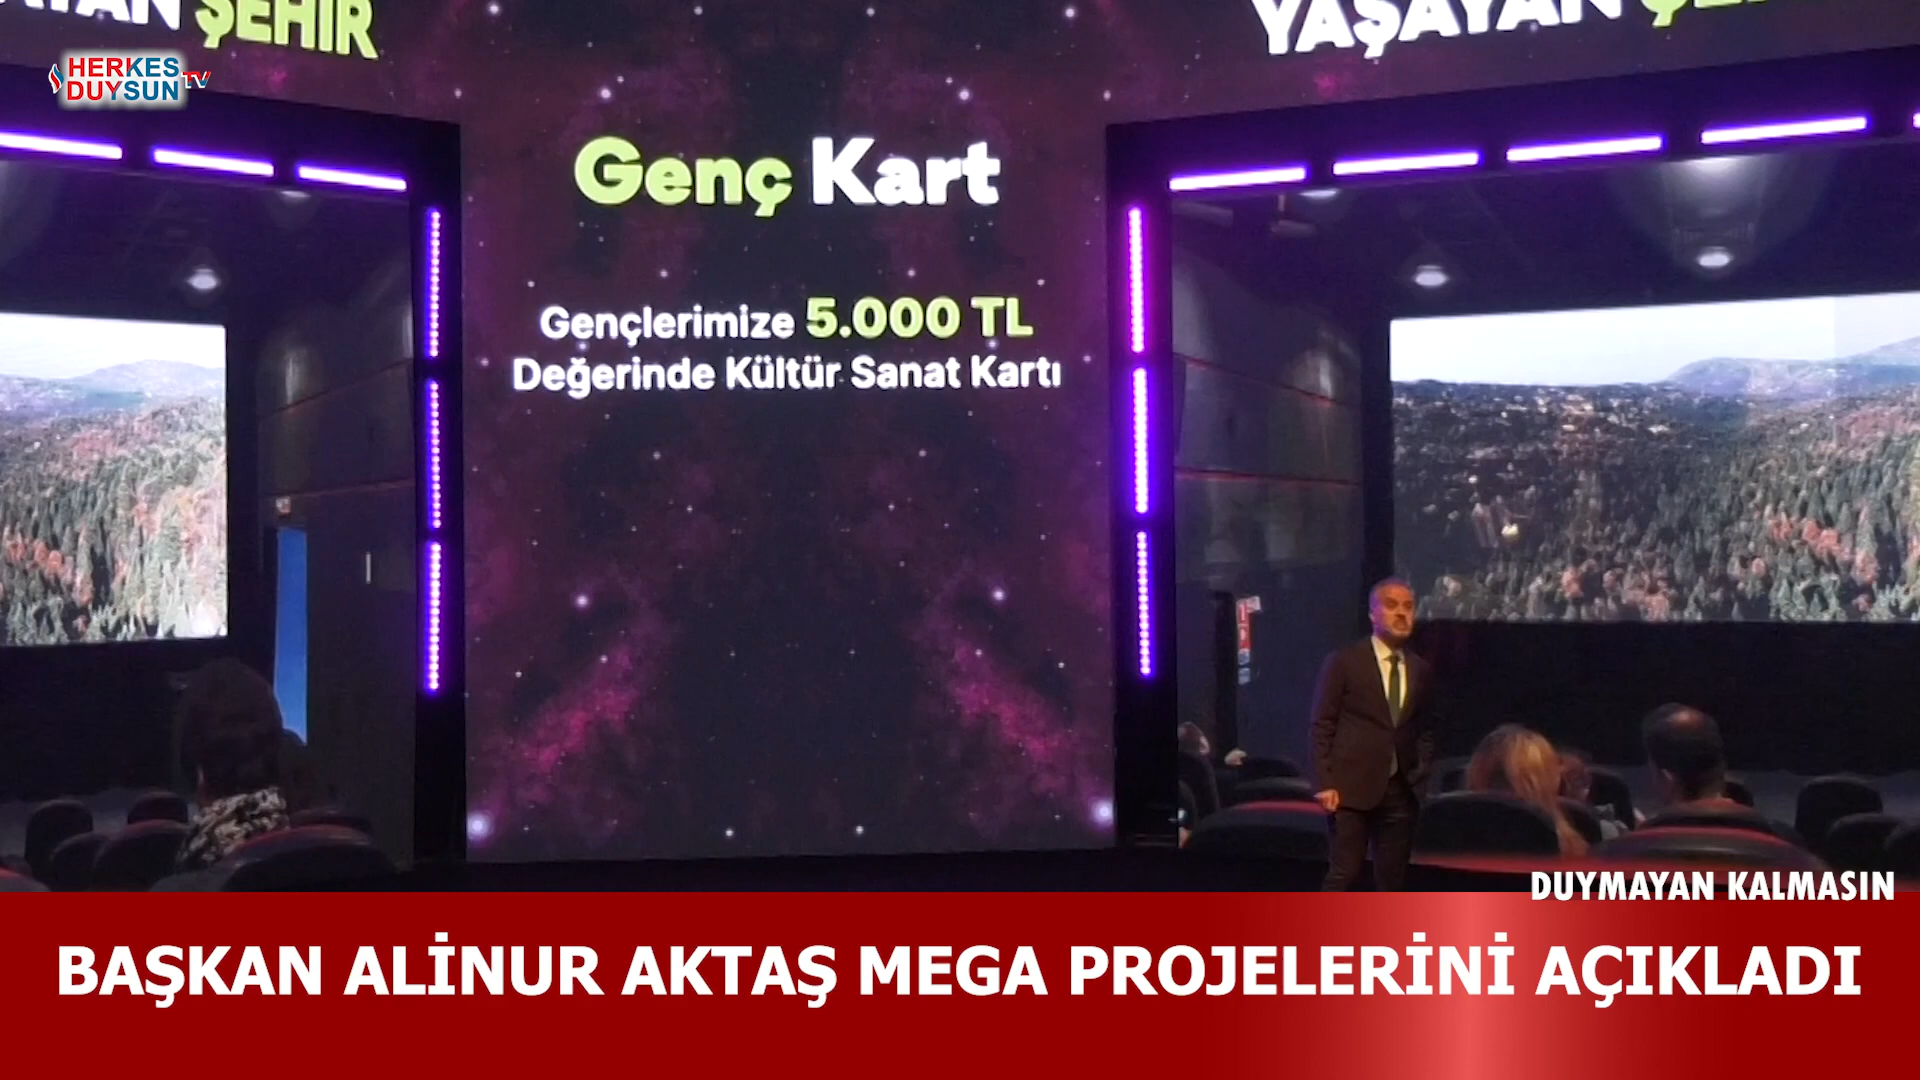 ŞEHİR
YAŞAYAN
HERKES
DUYSUN TV
Genç Kart
Gençlerimize 5.000 TL
Değerinde Kültür Sanat Kartı
DUYMAYAN KALMASIN
BAŞKAN ALİNUR AKTAŞ MEGA PROJELERİNİ AÇIKLADI